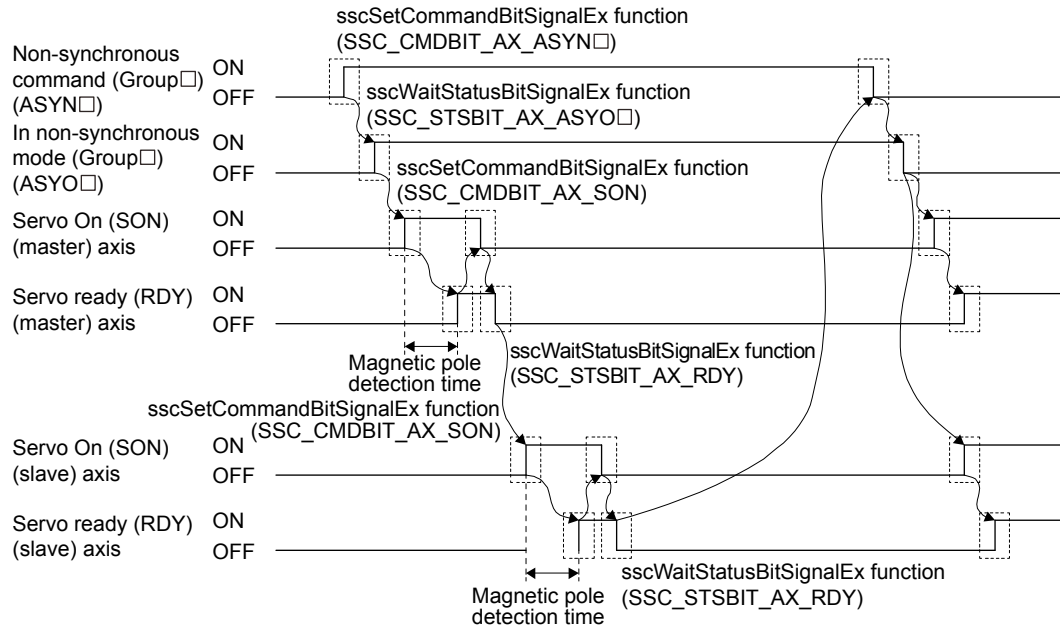 sscSetCommandBitSignalEx function
(SSC_CMDBIT_AX_ASYN□)
Non-synchronous
command (Group□)
(ASYN□)
ON
OFF
sscWaitStatusBitSignalEx function
(SSC_STSBIT_AX_ASYO□)
In non-synchronous
mode (Group□)
(ASYO□)
ON
OFF
sscSetCommandBitSignalEx function
(SSC_CMDBIT_AX_SON)
Servo On (SON)
(master) axis
ON
OFF
Servo ready (RDY)
(master) axis
ON
OFF
Magnetic pole
detection time
sscWaitStatusBitSignalEx function
(SSC_STSBIT_AX_RDY)
sscSetCommandBitSignalEx function
(SSC_CMDBIT_AX_SON)
Servo On (SON)
(slave) axis
ON
OFF
Servo ready (RDY)
(slave) axis
ON
OFF
Magnetic pole
detection time
sscWaitStatusBitSignalEx function
(SSC_STSBIT_AX_RDY)